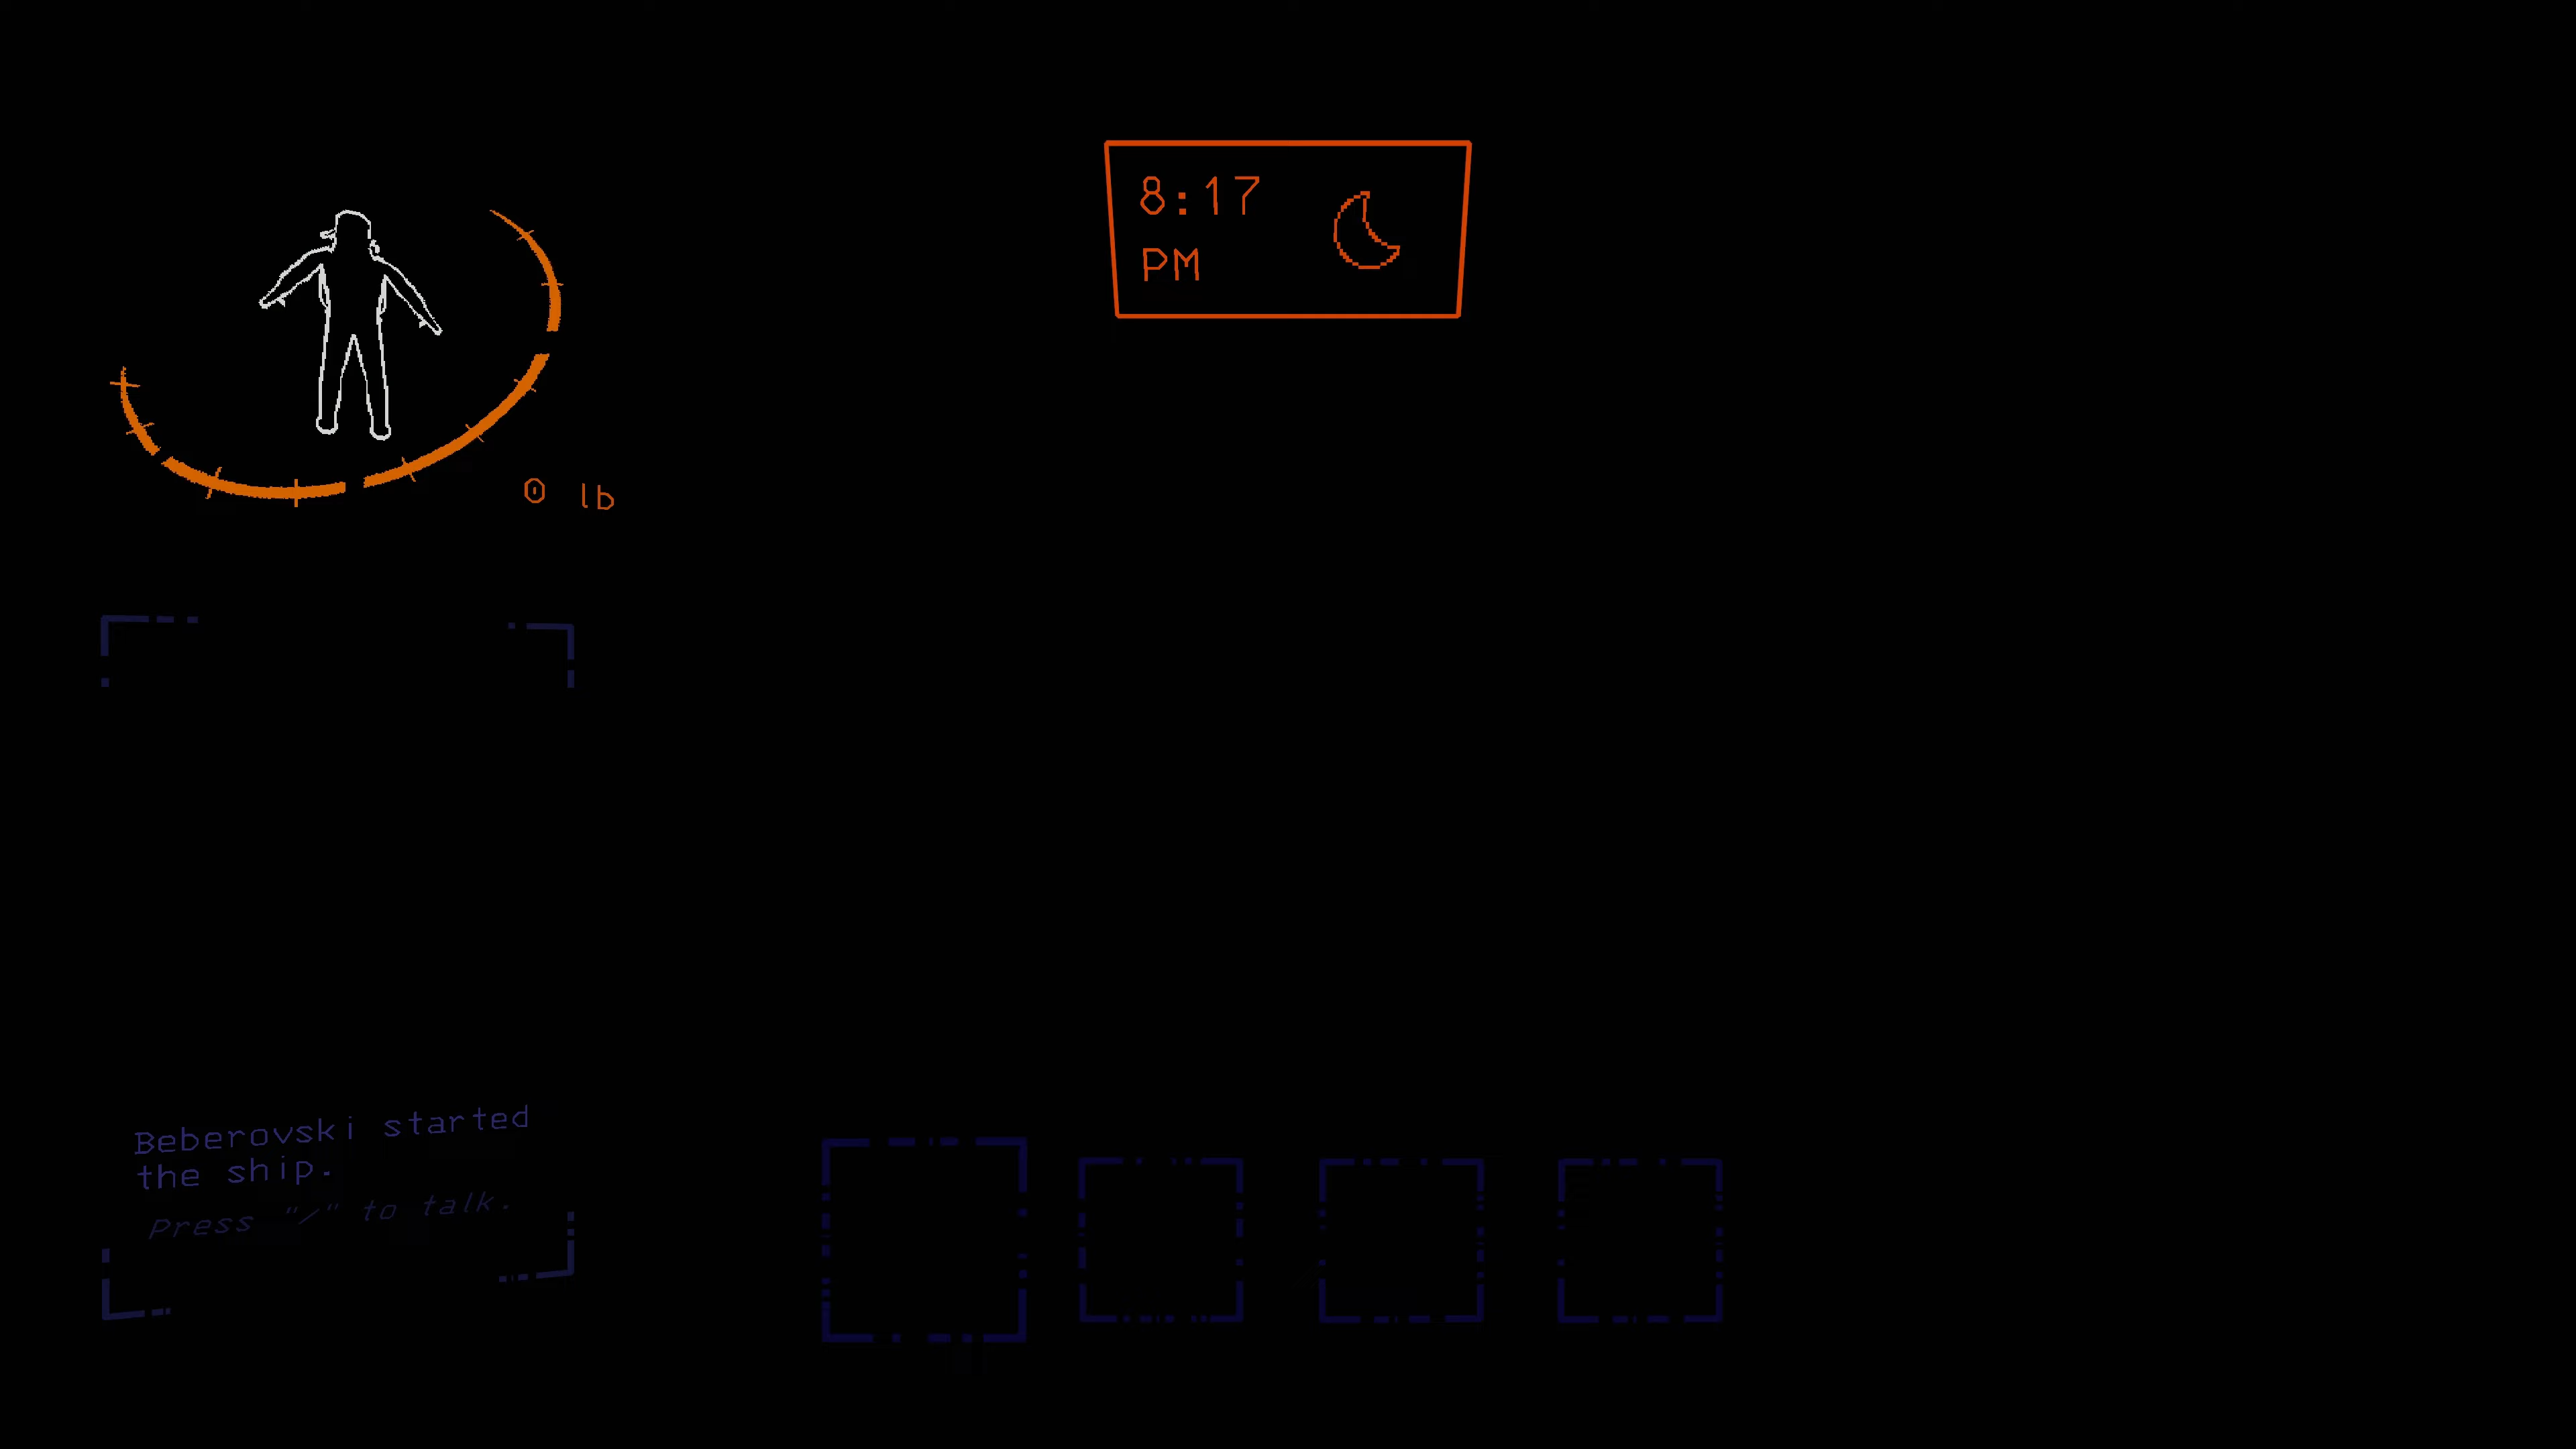 8:17
PM
0 lb
Beberovski started
the ship.
Press "/" to talk.